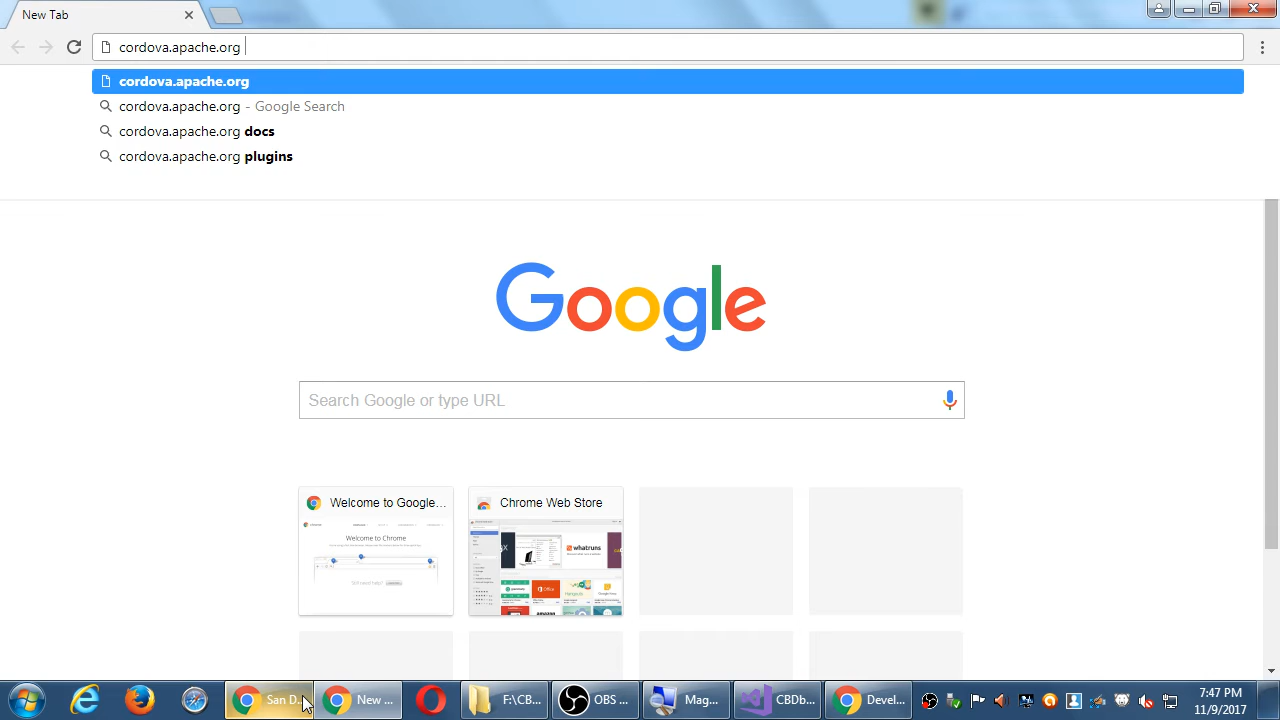 New Tab
cordova.apache.org
cordova.apache.org
cordova.apache.org - Google Search
cordova.apache.org docs
cordova.apache.org plugins
Google
Search Google or type URL
Welcome to Google...
Chrome Web Store
Welcome to Chrome
whatruns
Office
San D...
New ...
F:\CB...
OBS ...
Mag...
CBDb...
Devel...
7:47 PM
11/9/2017